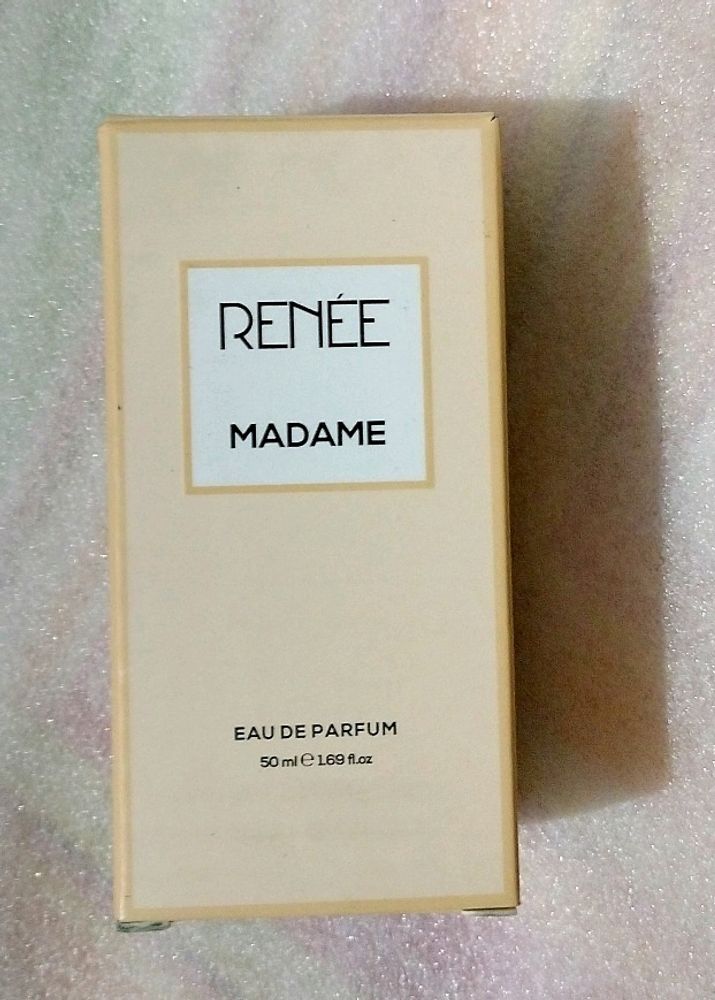 RENÉE
MADAME
EAU DE PARFUM
50 ml ℮ 1.69 fl.oz